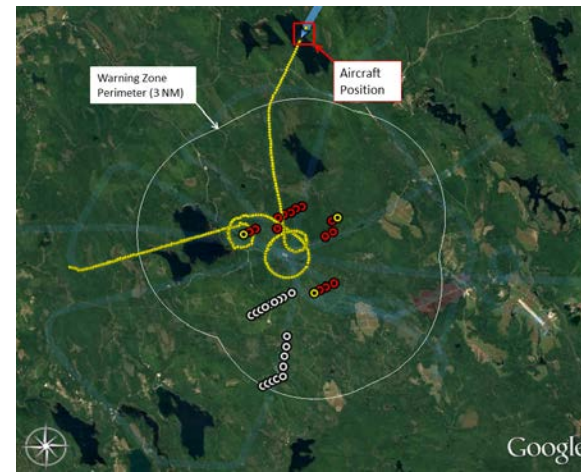 Warning Zone
Perimeter (3 NM)
Aircraft
Position
Google